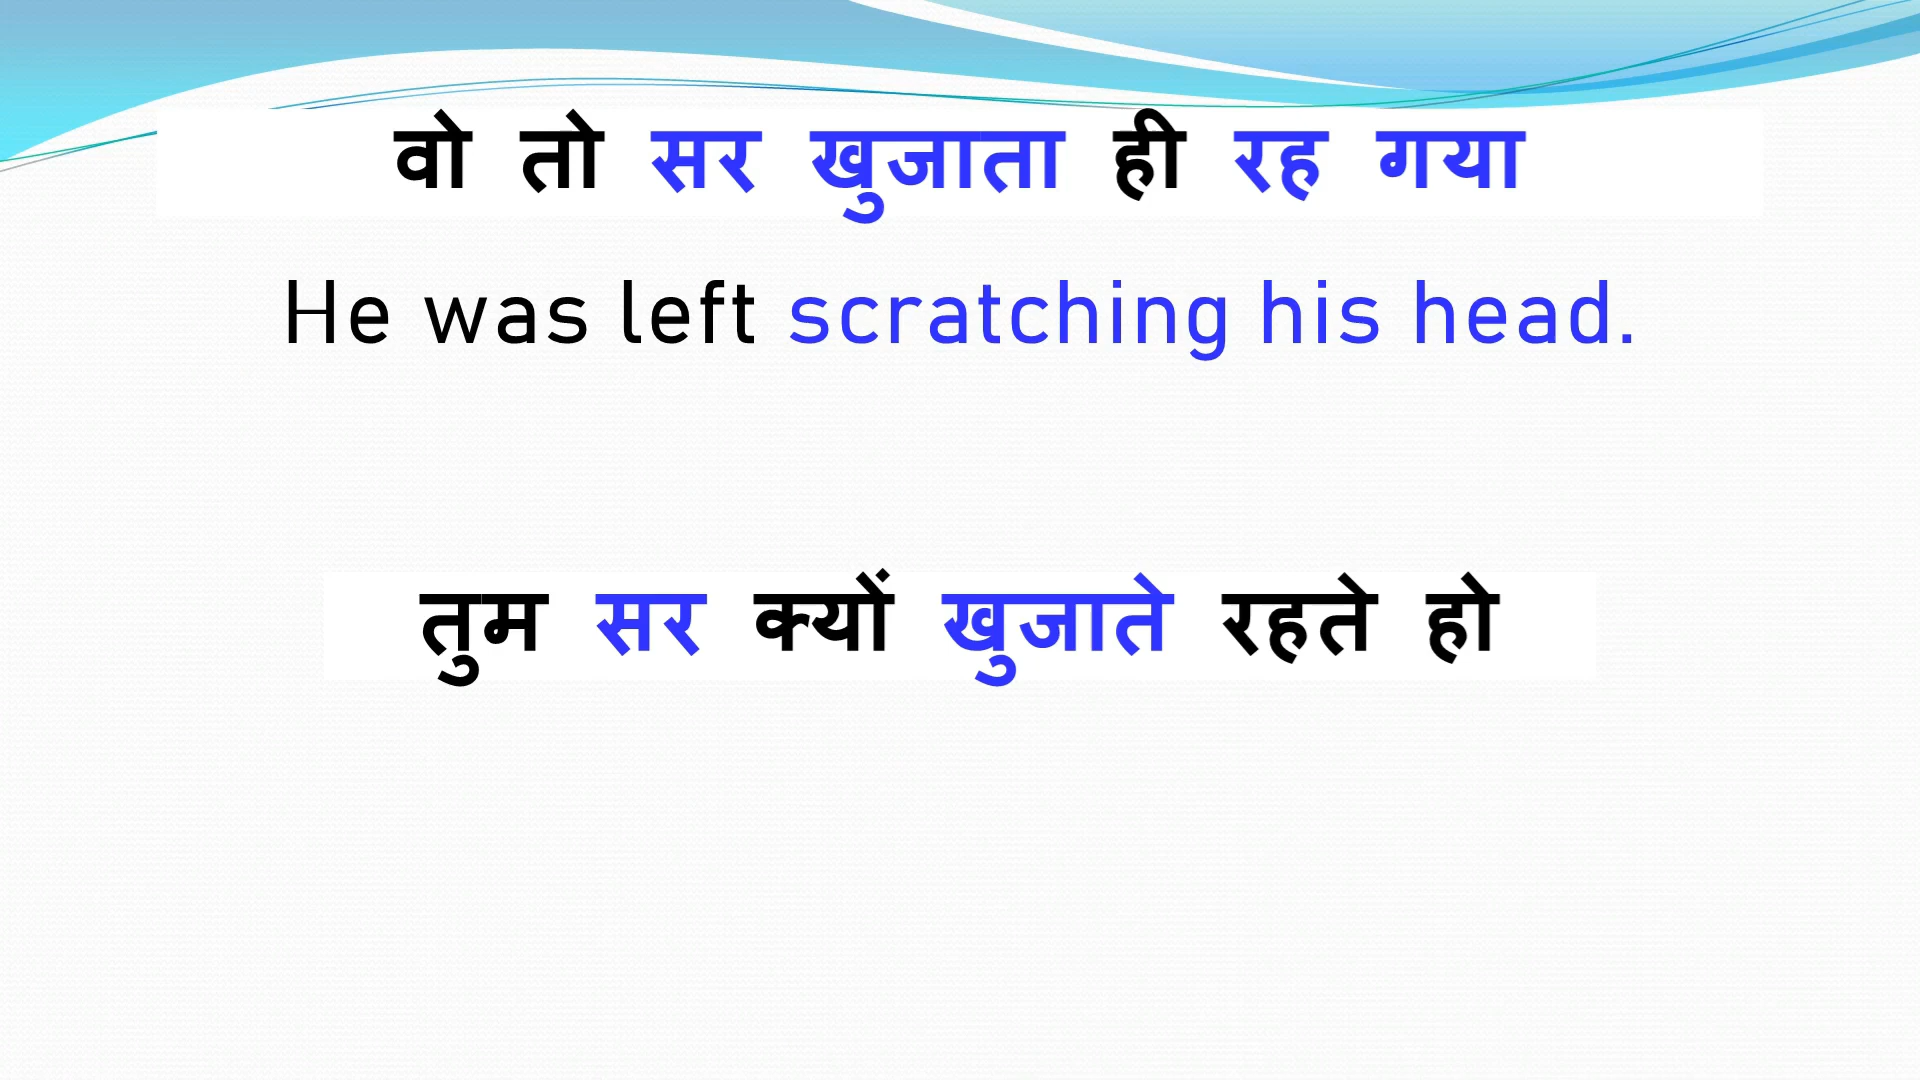 वो तो सर खुजाता ही रह गया
He was left scratching his head.
तुम सर क्यों खुजाते रहते हो